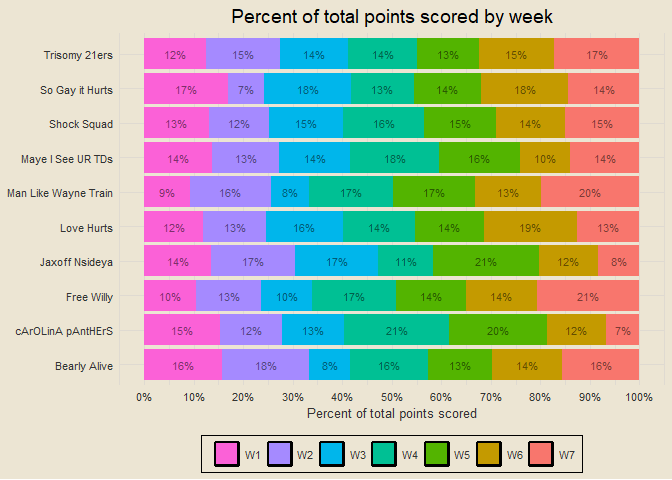 Percent of total points scored by week
Trisomy 21ers 12% 15% 14% 14% 13% 15% 17%
So Gay it Hurts 17% 7% 18% 13% 14% 18% 14%
Shock Squad 13% 12% 15% 16% 15% 14% 15%
Maye I See UR TDs 14% 13% 14% 18% 16% 10% 14%
Man Like Wayne Train 9% 16% 8% 17% 17% 13% 20%
Love Hurts 12% 13% 16% 14% 14% 19% 13%
Jaxoff Nsideya 14% 17% 17% 11% 21% 12% 8%
Free Willy 10% 13% 10% 17% 14% 14% 21%
cArOLinA pAntHErS 15% 12% 13% 21% 20% 12% 7%
Bearly Alive 16% 18% 8% 16% 13% 14% 16%
0% 10% 20% 30% 40% 50% 60% 70% 80% 90% 100%
Percent of total points scored
W1 W2 W3 W4 W5 W6 W7